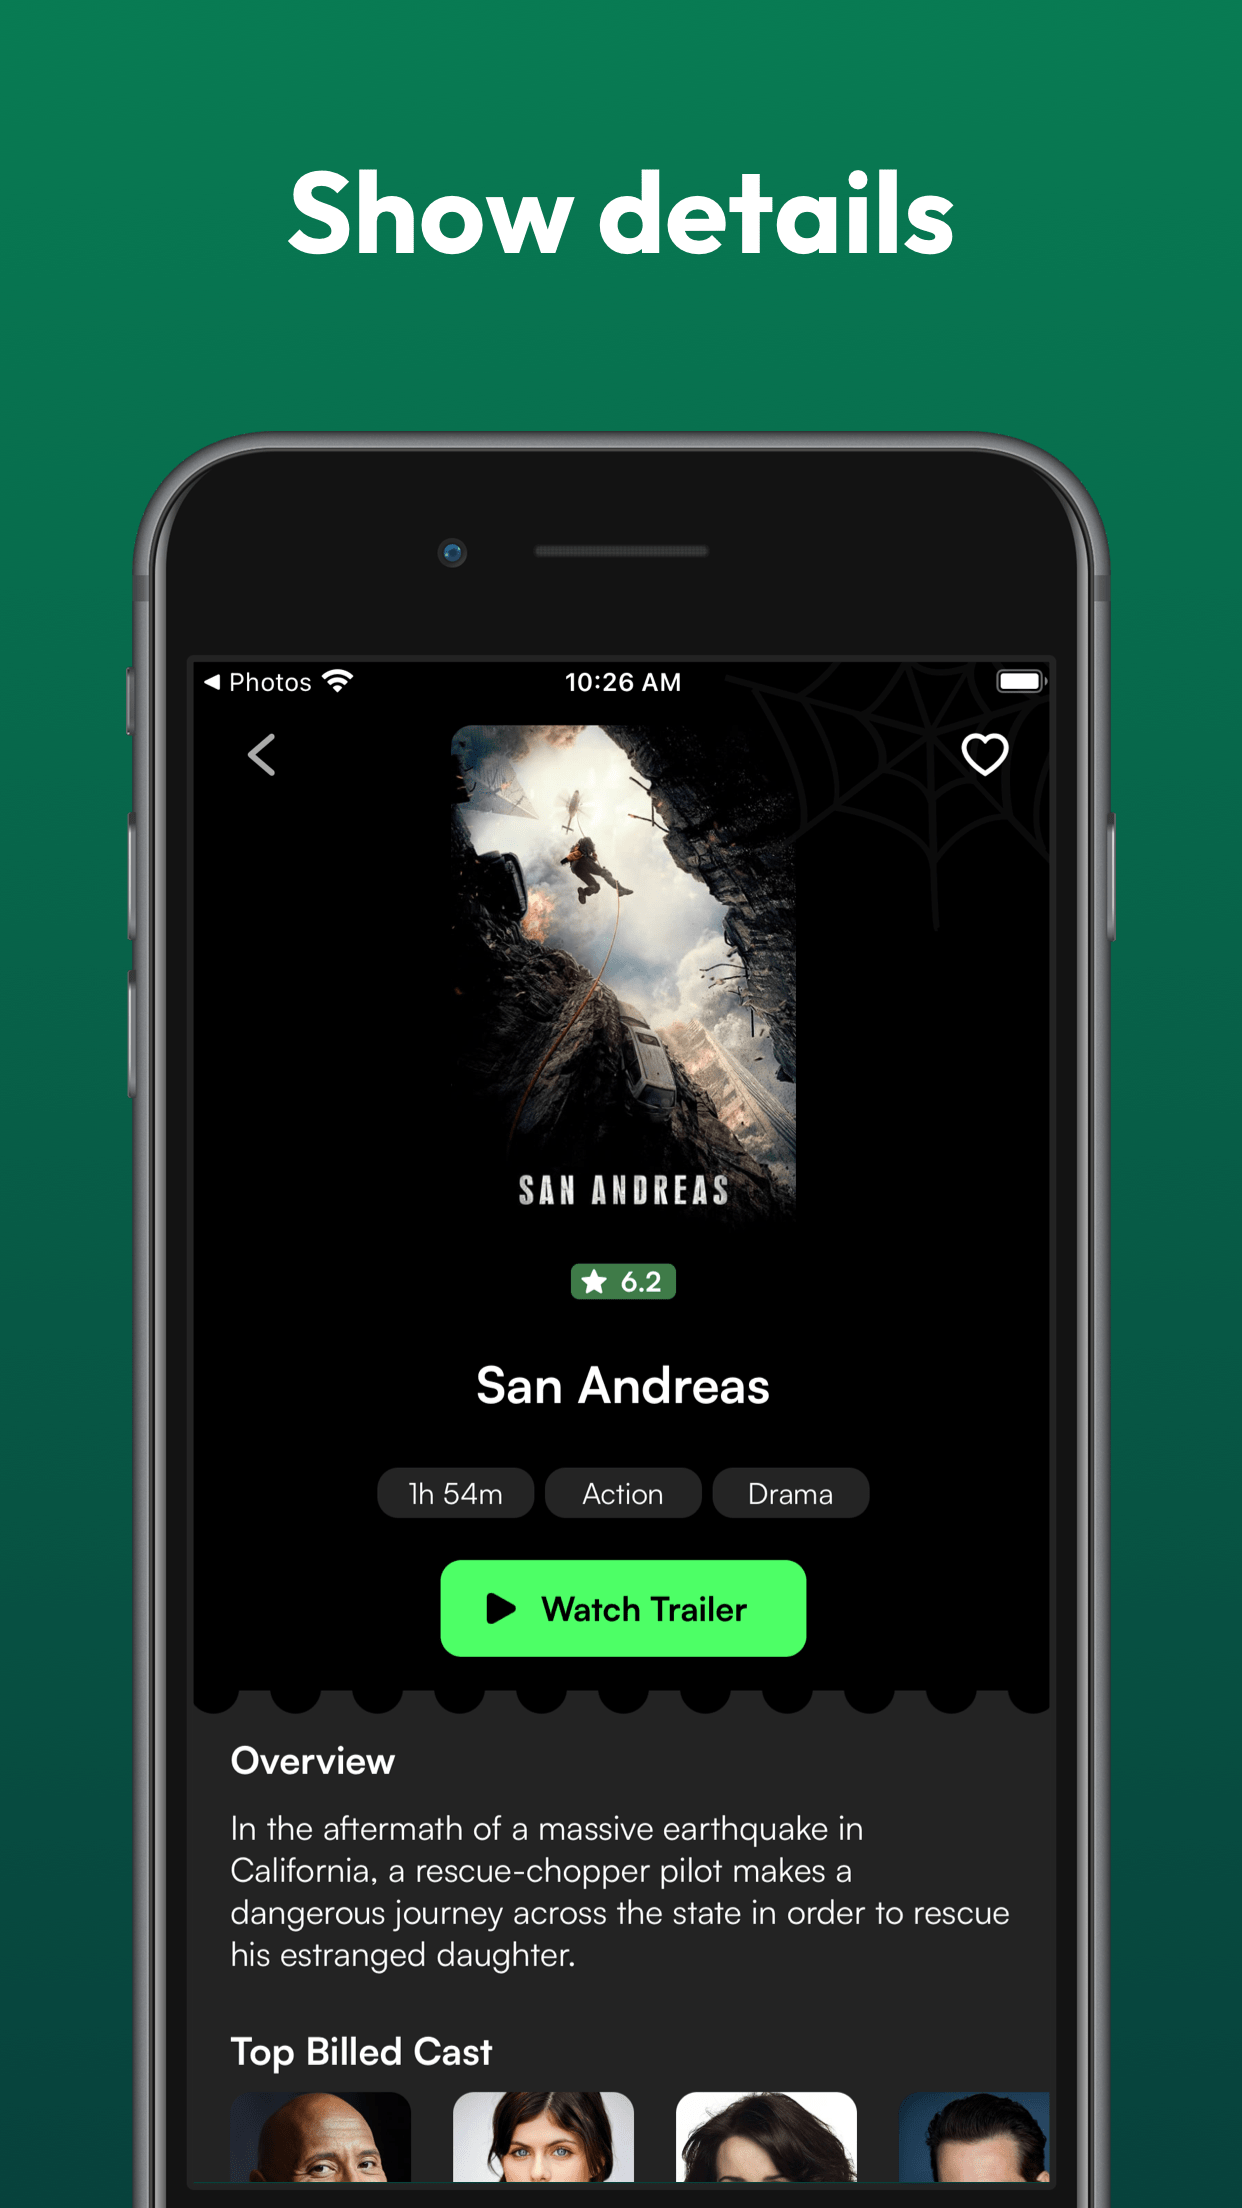 Show details
Photos
10:26 AM
SAN ANDREAS
6.2
San Andreas
1h 54m
Action
Drama
Watch Trailer
Overview
In the aftermath of a massive earthquake in
California, a rescue-chopper pilot makes a
dangerous journey across the state in order to rescue
his estranged daughter.
Top Billed Cast